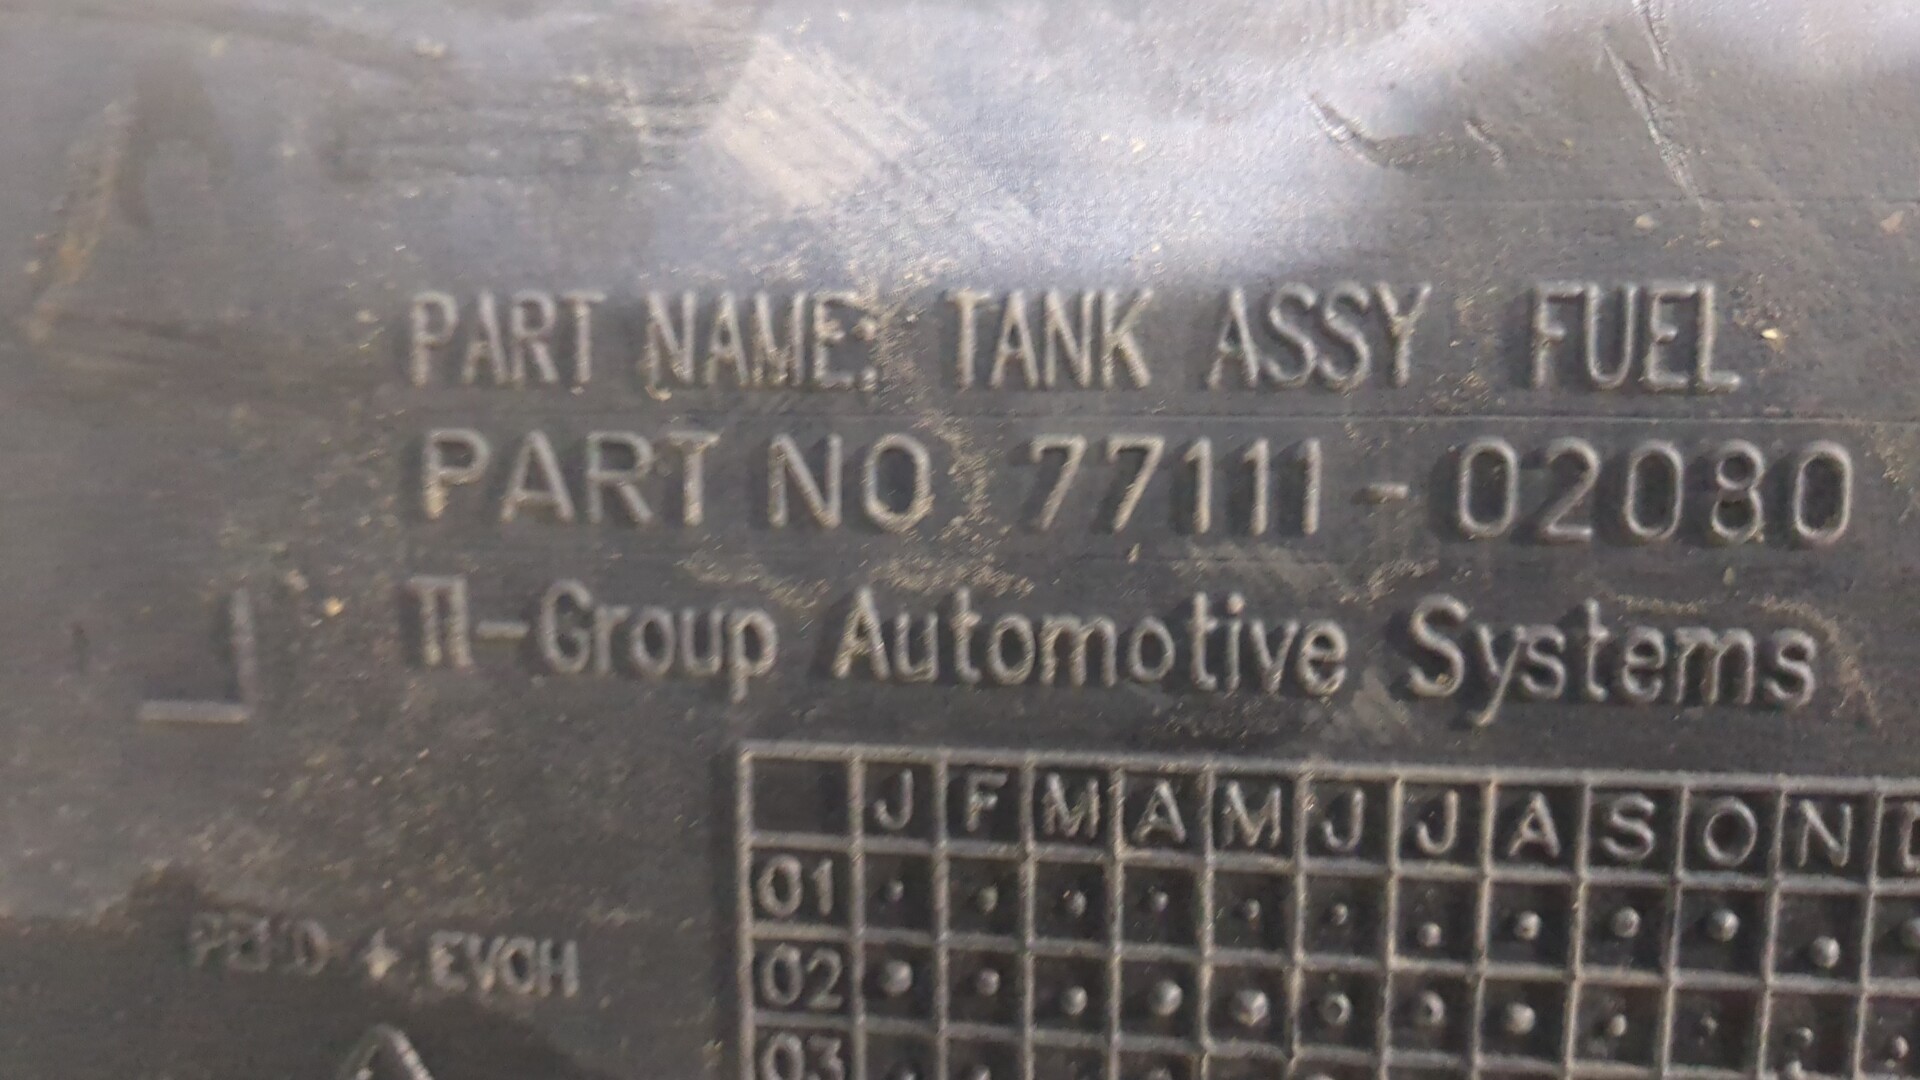 PART NAME: TANK ASSY FUEL
PART NO 77111-02080
TI-Group Automotive Systems
J F M A M J J A S O N D
01
02
03
+ EVOH